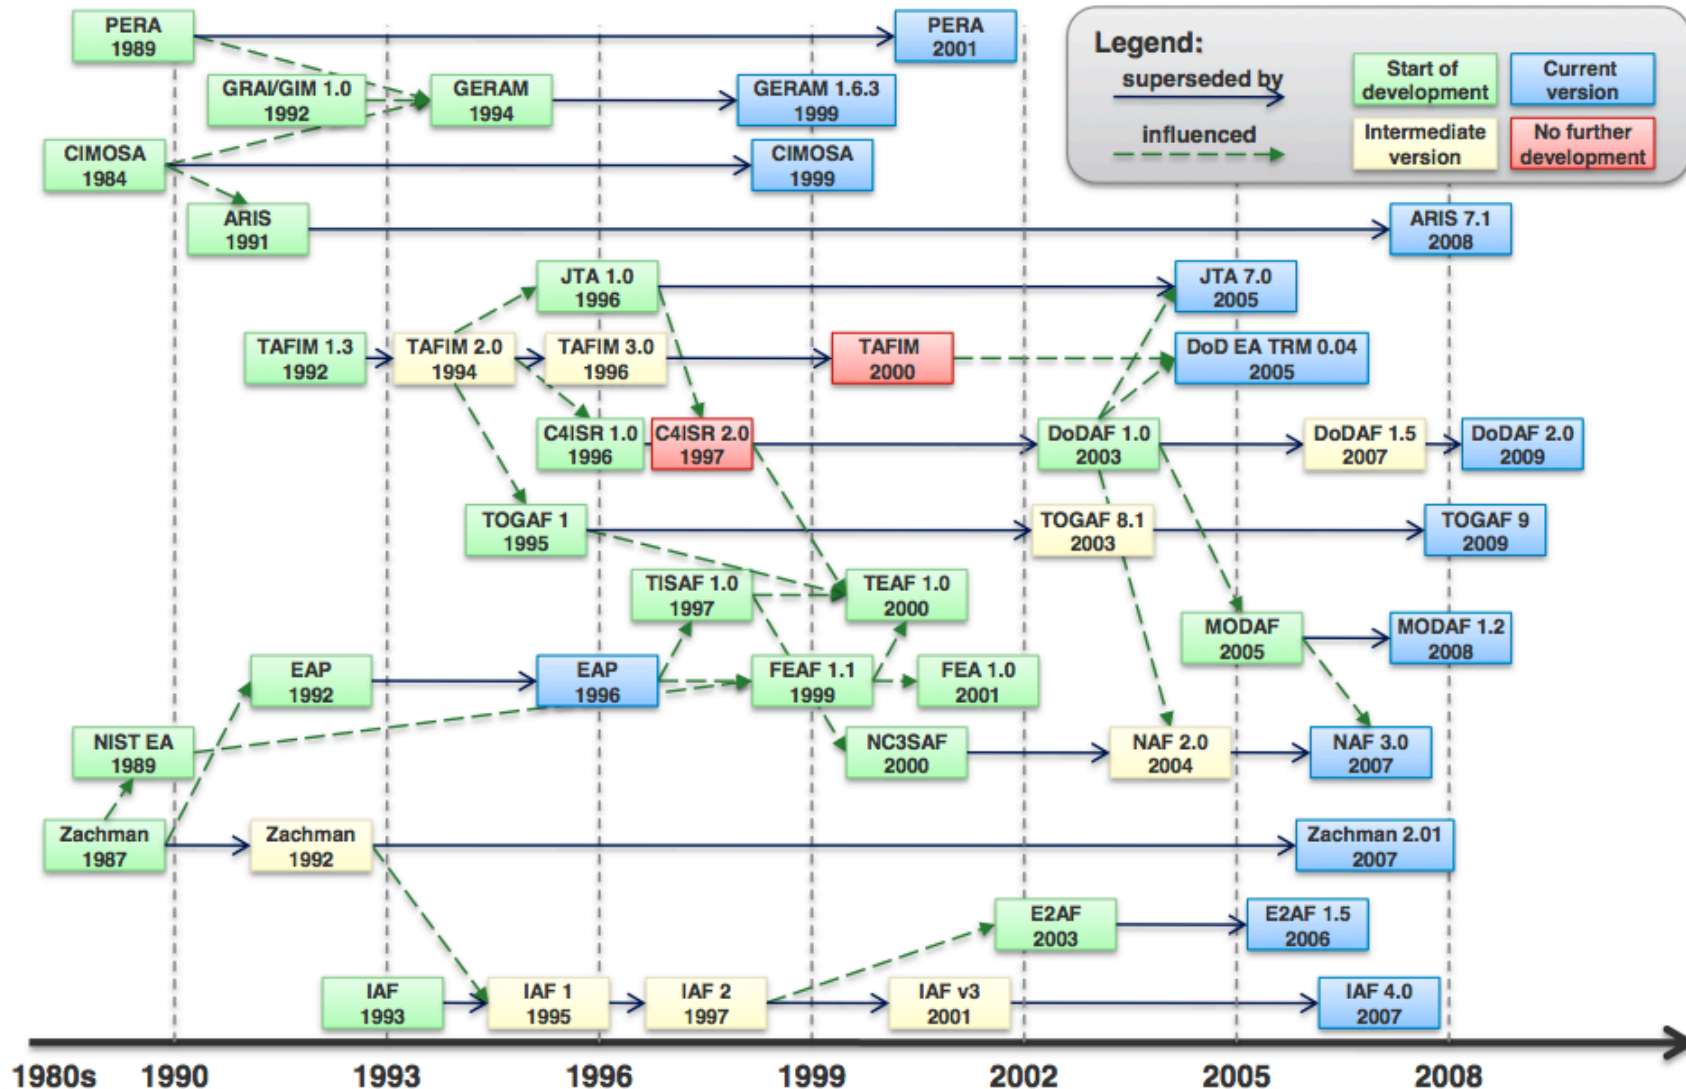 PERA
1989
PERA
2001
Legend:
superseded by
influenced
Start of
development
Current
version
Intermediate
version
No further
development
GRAI/GIM 1.0
1992
GERAM
1994
GERAM 1.6.3
1999
CIMOSA
1984
CIMOSA
1999
ARIS
1991
ARIS 7.1
2008
JTA 1.0
1996
JTA 7.0
2005
TAFIM 1.3
1992
TAFIM 2.0
1994
TAFIM 3.0
1996
TAFIM
2000
DoD EA TRM 0.04
2005
C4ISR 1.0
1996
C4ISR 2.0
1997
DoDAF 1.0
2003
DoDAF 1.5
2007
DoDAF 2.0
2009
TOGAF 1
1995
TOGAF 8.1
2003
TOGAF 9
2009
TISAF 1.0
1997
TEAF 1.0
2000
MODAF
2005
MODAF 1.2
2008
EAP
1992
EAP
1996
FEAF 1.1
1999
FEA 1.0
2001
NIST EA
1989
NC3SAF
2000
NAF 2.0
2004
NAF 3.0
2007
Zachman
1987
Zachman
1992
Zachman 2.01
2007
E2AF
2003
E2AF 1.5
2006
IAF
1993
IAF 1
1995
IAF 2
1997
IAF v3
2001
IAF 4.0
2007
1980s 1990 1993 1996 1999 2002 2005 2008